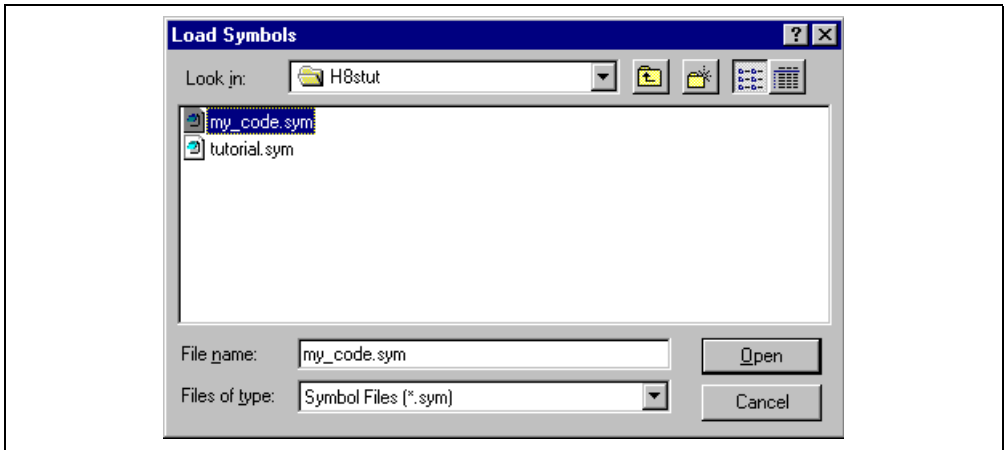 Load Symbols
Look in: H8stut
my_code.sym
tutorial.sym
File name: my_code.sym Open
Files of type: Symbol Files (*.sym) Cancel